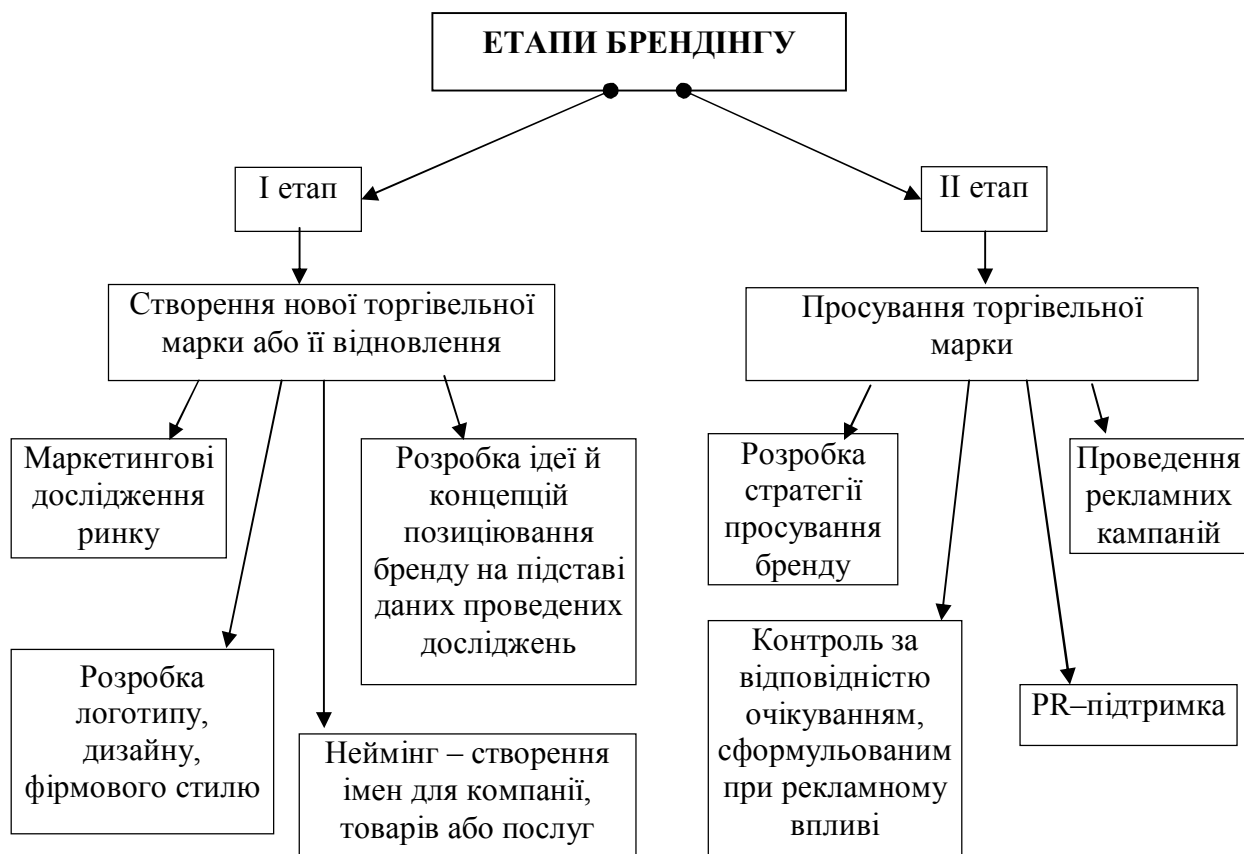 ЕТАПИ БРЕНДІНГУ
І етап
ІІ етап
Створення нової торгівельної
марки або її відновлення
Просування торгівельної
марки
Маркетингові
дослідження
ринку
Розробка ідеї й
концепцій
позиціювання
бренду на підставі
даних проведених
досліджень
Розробка
стратегії
просування
бренду
Проведення
рекламних
кампаній
Розробка
логотипу,
дизайну,
фірмового стилю
Неймінг – створення
імен для компанії,
товарів або послуг
Контроль за
відповідністю
очікуванням,
сформульованим
при рекламному
впливі
PR–підтримка